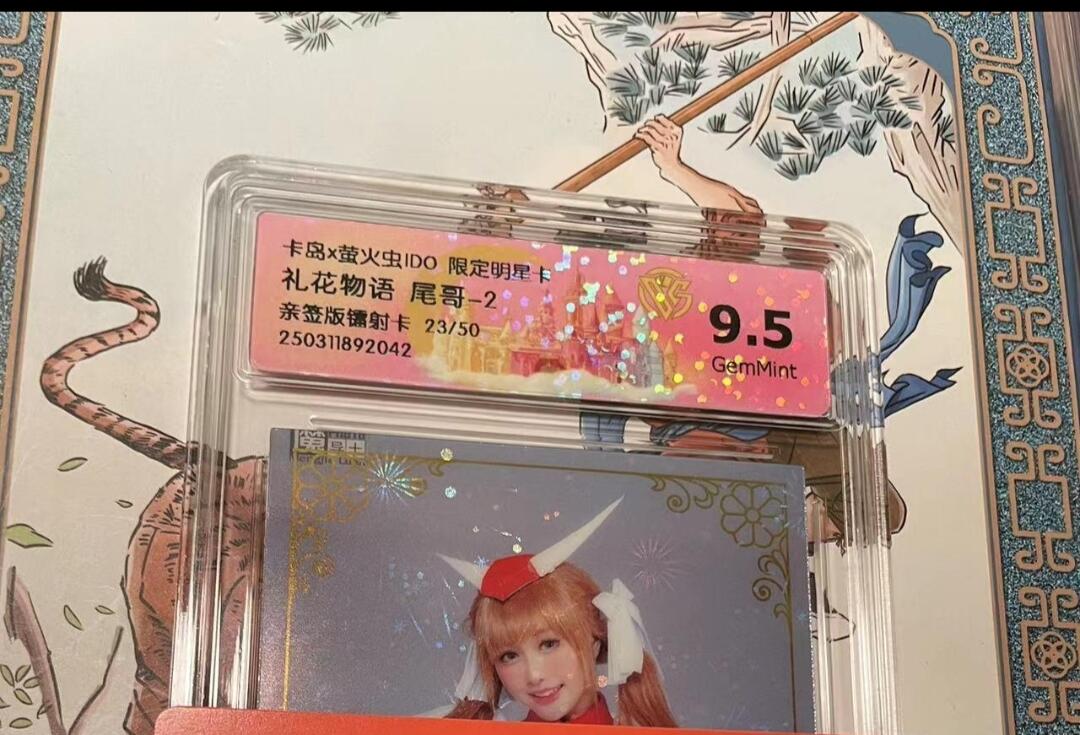 卡岛x萤火虫IDO 限定明星卡
礼花物语 尾哥-2
亲签版镭射卡 23/50
250311892042
9.5
GemMint